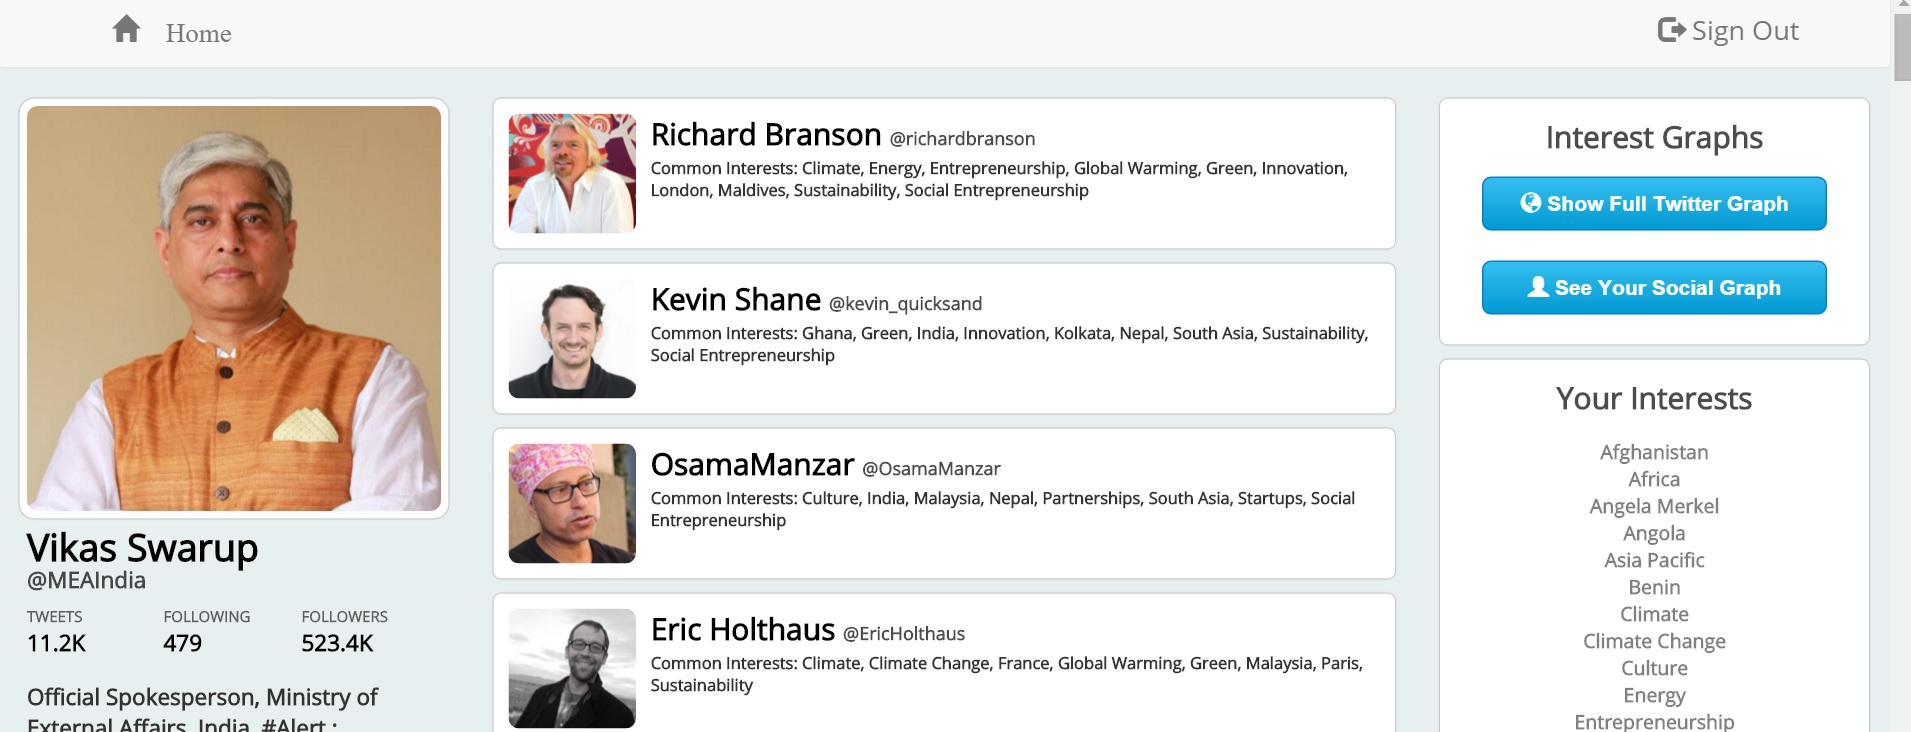 Home
Sign Out
Vikas Swarup
@MEAIndia
TWEETS FOLLOWING FOLLOWERS
11.2K 479 523.4K
Official Spokesperson, Ministry of
External Affairs, India. #Alert :
Richard Branson @richardbranson
Common Interests: Climate, Energy, Entrepreneurship, Global Warming, Green, Innovation,
London, Maldives, Sustainability, Social Entrepreneurship
Kevin Shane @kevin_quicksand
Common Interests: Ghana, Green, India, Innovation, Kolkata, Nepal, South Asia, Sustainability,
Social Entrepreneurship
OsamaManzar @OsamaManzar
Common Interests: Culture, India, Malaysia, Nepal, Partnerships, South Asia, Startups, Social
Entrepreneurship
Eric Holthaus @EricHolthaus
Common Interests: Climate, Climate Change, France, Global Warming, Green, Malaysia, Paris,
Sustainability
Interest Graphs
Show Full Twitter Graph
See Your Social Graph
Your Interests
Afghanistan
Africa
Angela Merkel
Angola
Asia Pacific
Benin
Climate
Climate Change
Culture
Energy
Entrepreneurship